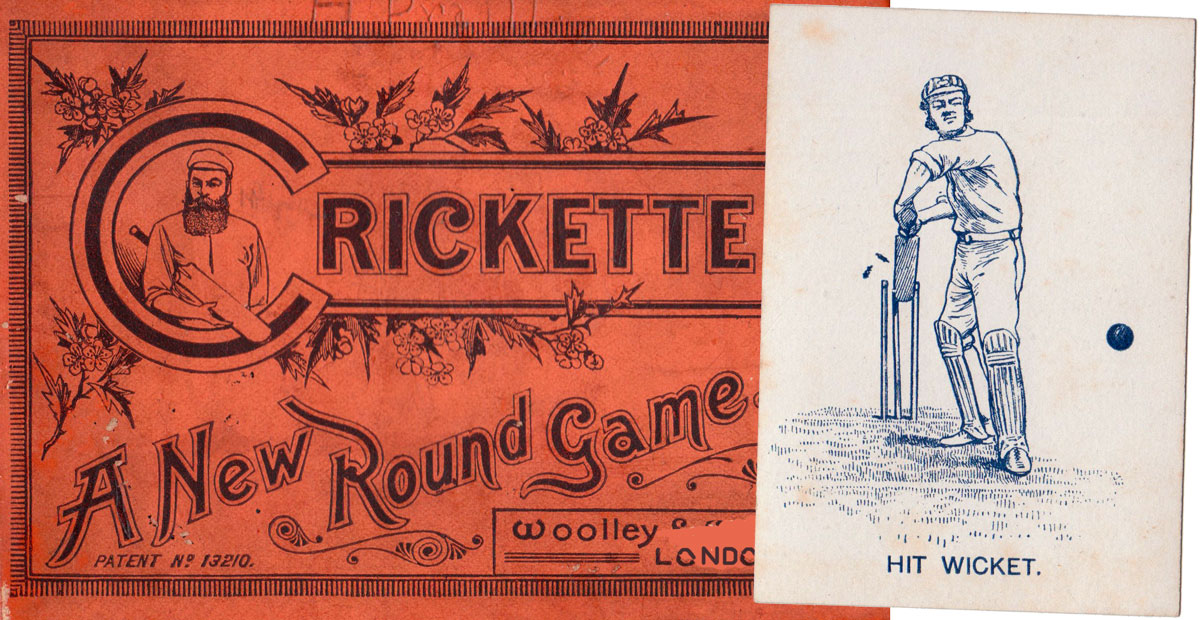 CRICKETTE
A New Round Game
Woolley
PATENT Nº 13210.
LONDO
HIT WICKET.